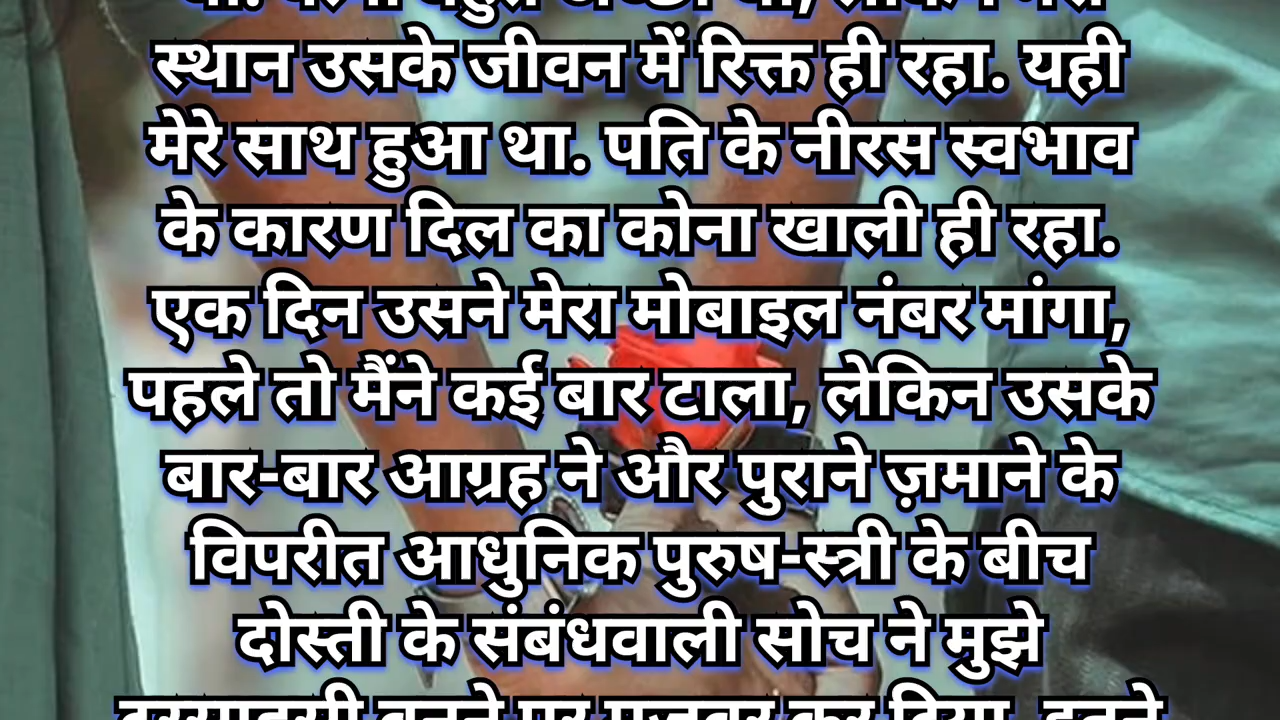 स्थान उसके जीवन में रिक्त ही रहा. यही
मेरे साथ हुआ था. पति के नीरस स्वभाव
के कारण दिल का कोना खाली ही रहा.
एक दिन उसने मेरा मोबाइल नंबर मांगा,
पहले तो मैंने कई बार टाला, लेकिन उसके
बार-बार आग्रह ने और पुराने ज़माने के
विपरीत आधुनिक पुरुष-स्त्री के बीच
दोस्ती के संबंधवाली सोच ने मुझे